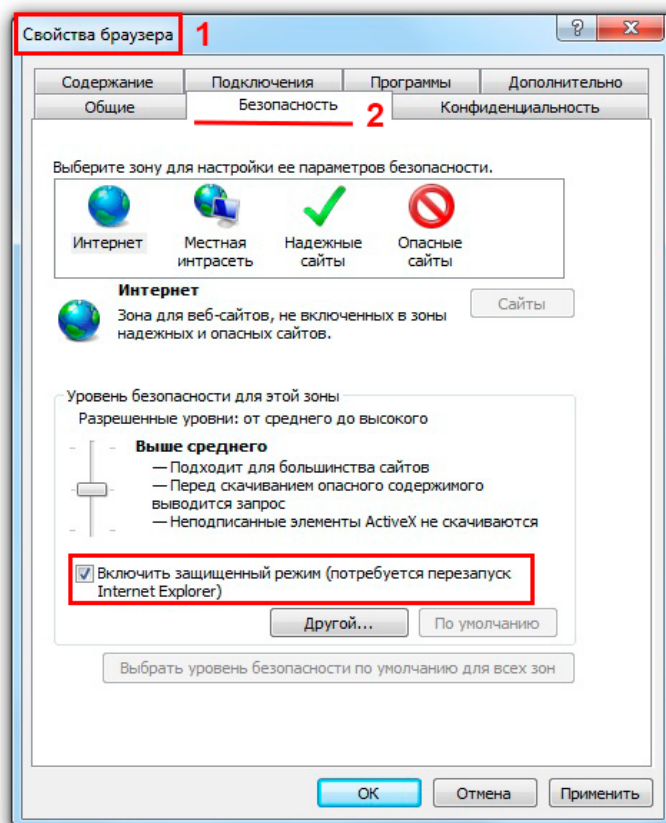 Свойства браузера 1
Содержание Подключения Программы Дополнительно
Общие Безопасность 2 Конфиденциальность
Выберите зону для настройки ее параметров безопасности.
Интернет Местная интрасеть Надежные сайты Опасные сайты
Интернет
Зона для веб-сайтов, не включенных в зоны
надежных и опасных сайтов.
Сайты
Уровень безопасности для этой зоны
Разрешенные уровни: от среднего до высокого
Выше среднего
— Подходит для большинства сайтов
— Перед скачиванием опасного содержимого
выводится запрос
— Неподписанные элементы ActiveX не скачиваются
Включить защищенный режим (потребуется перезапуск
Internet Explorer)
Другой... По умолчанию
Выбрать уровень безопасности по умолчанию для всех зон
ОК Отмена Применить